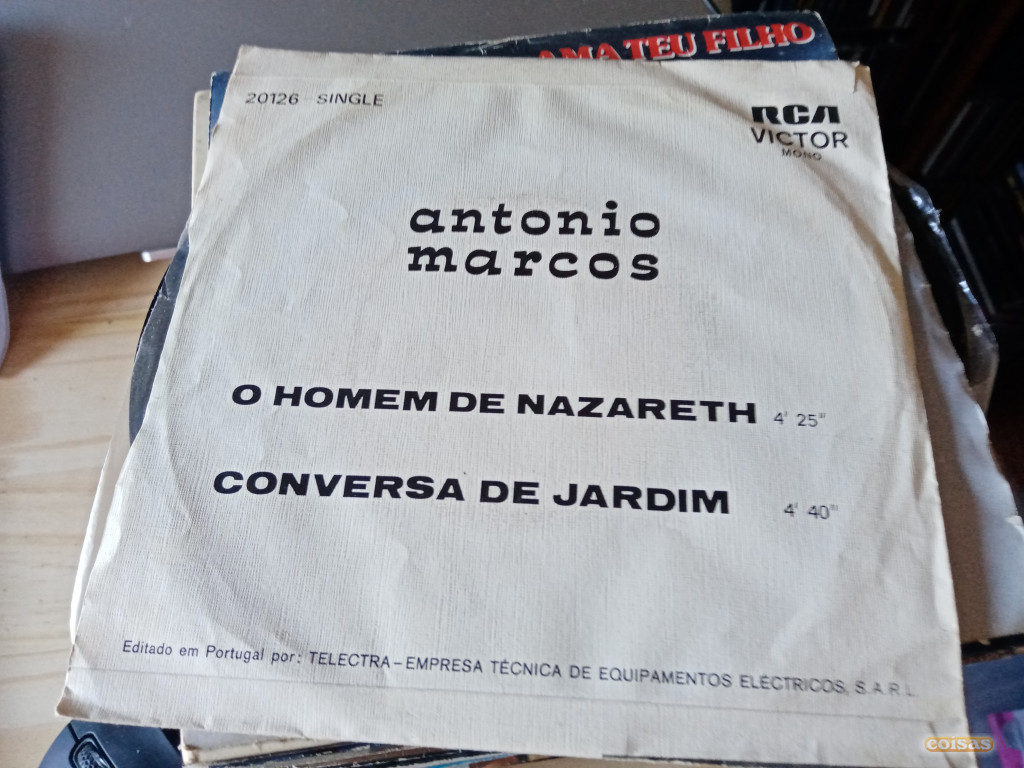 AMA TEU FILHO
20126 - SINGLE
RCA
VICTOR
MONO
antonio
marcos
O HOMEM DE NAZARETH 4' 25"
CONVERSA DE JARDIM 4' 40"
Editado em Portugal por: TELECTRA - EMPRESA TÉCNICA DE EQUIPAMENTOS ELÉCTRICOS, S.A.R.L.
coisas